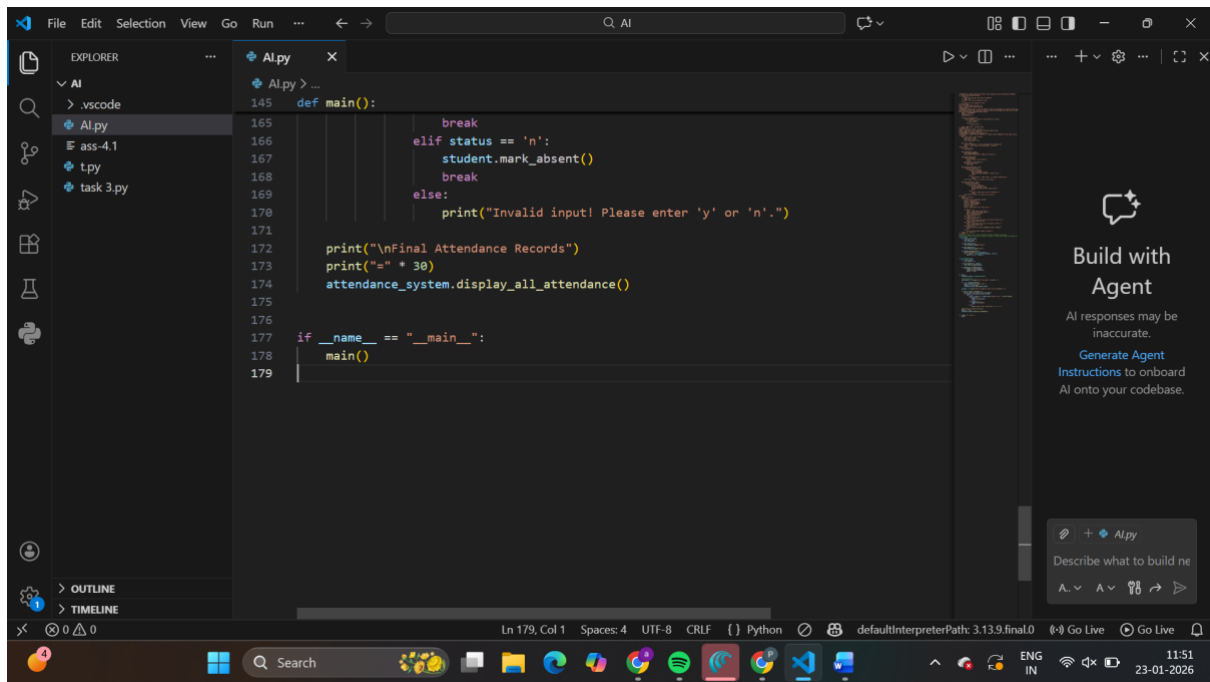 File Edit Selection View Go Run ... AI
EXPLORER ...
AI
.vscode
AI.py
ass-4.1
t.py
task 3.py
OUTLINE
TIMELINE
AI.py
AI.py > ...
145 def main():
165 break
166 elif status == 'n':
167 student.mark_absent()
168 break
169 else:
170 print("Invalid input! Please enter 'y' or 'n'.")
171
172 print("\nFinal Attendance Records")
173 print("=" * 30)
174 attendance_system.display_all_attendance()
175
176
177 if __name__ == "__main__":
178 main()
179
Build with
Agent
AI responses may be
inaccurate.
Generate Agent
Instructions to onboard
AI onto your codebase.
AI.py
Describe what to build ne
A.. A
1
0 0 Ln 179, Col 1 Spaces: 4 UTF-8 CRLF { } Python defaultInterpreterPath: 3.13.9.final.0 Go Live Go Live
4 Search ENG 11:51
IN 23-01-2026